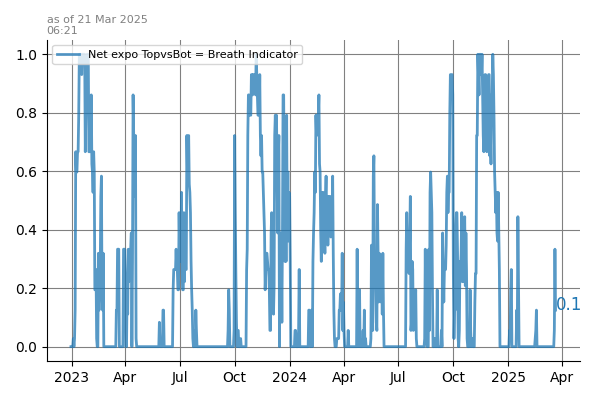 as of 21 Mar 2025
06:21
Net expo TopvsBot = Breath Indicator
1.0
0.8
0.6
0.4
0.2
0.0
0.1
2023 Apr Jul Oct 2024 Apr Jul Oct 2025 Apr